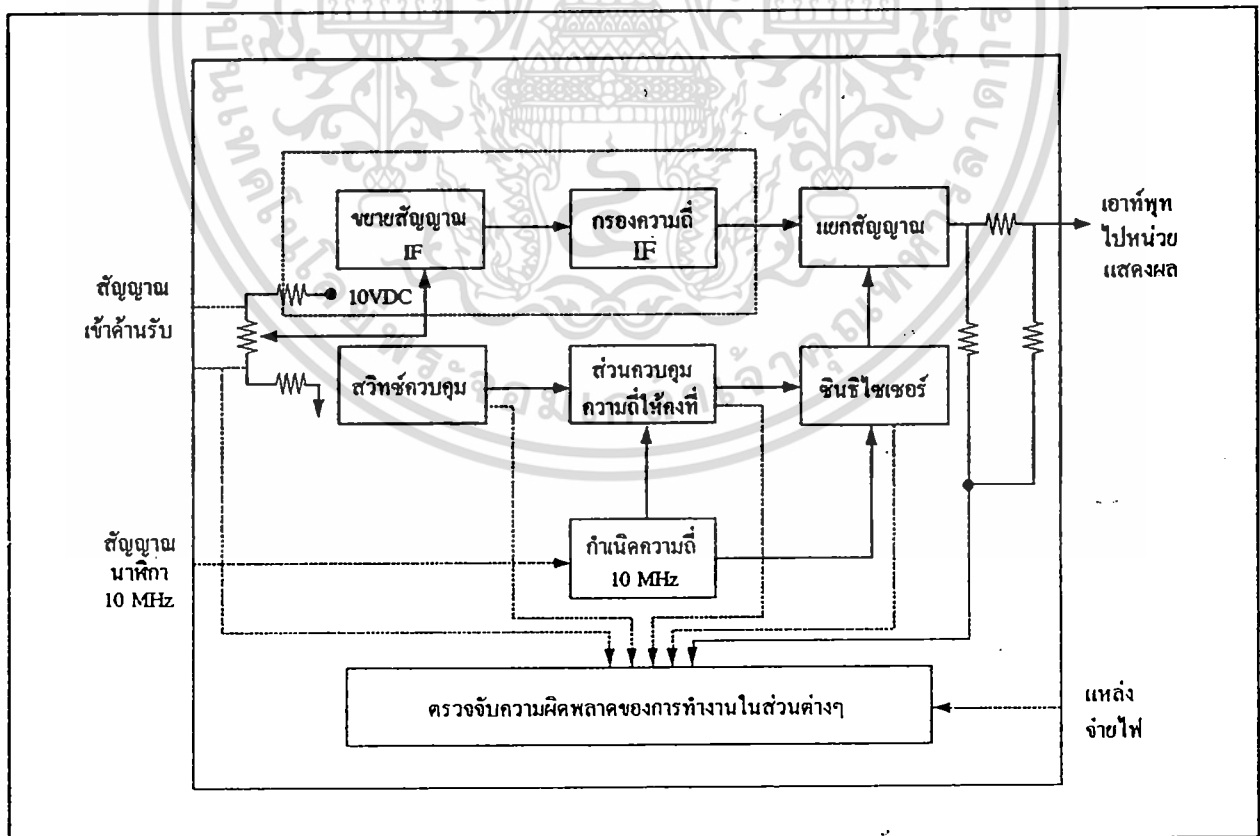 ขยายสัญญาณ
IF
กรองความถี่
IF
แยกสัญญาณ
เอาท์พุท
ไปหน่วย
แสดงผล
สัญญาณ
เข้าด้านรับ
10VDC
สวิทช์ควบคุม
ส่วนควบคุม
ความถี่ให้คงที่
ซินธิไซเซอร์
สัญญาณ
นาฬิกา
10 MHz
กำเนิดความถี่
10 MHz
ตรวจจับความผิดพลาดของการทำงานในส่วนต่างๆ
แหล่ง
จ่ายไฟ